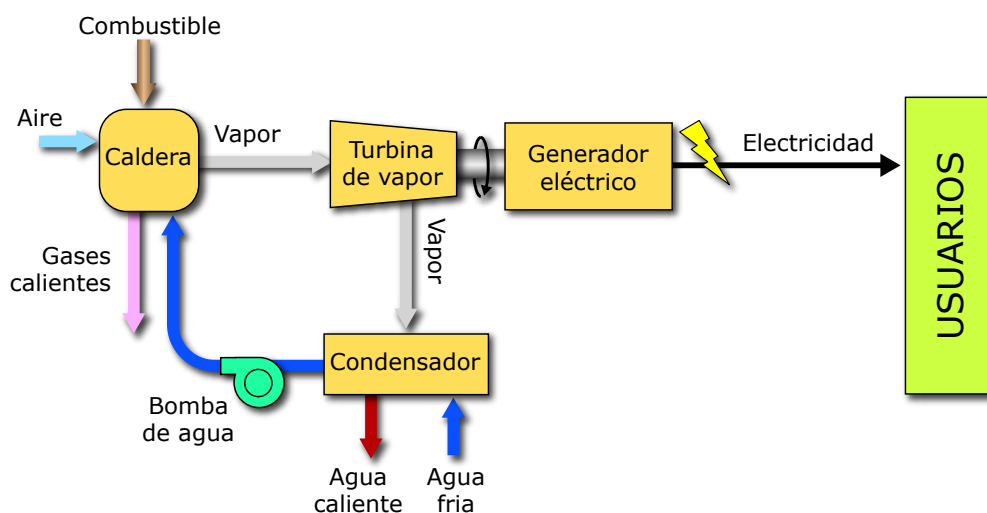 Combustible
Aire
Caldera
Vapor
Turbina
de vapor
Generador
eléctrico
Electricidad
USUARIOS
Gases
calientes
Vapor
Condensador
Bomba
de agua
Agua
caliente
Agua
fria